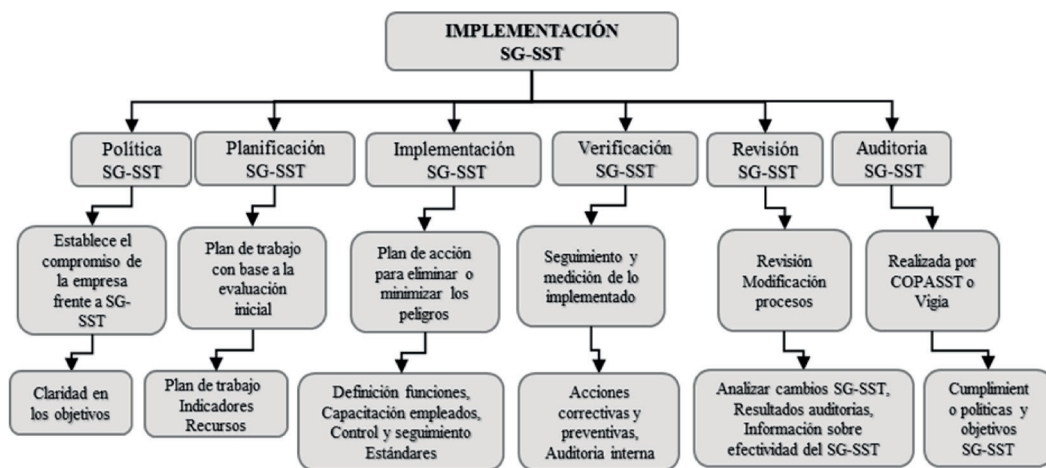 IMPLEMENTACIÓN
SG-SST
Política
SG-SST
Planificación
SG-SST
Implementación
SG-SST
Verificación
SG-SST
Revisión
SG-SST
Auditoria
SG-SST
Establece el
compromiso de
la empresa
frente a SG-
SST
Plan de trabajo
con base a la
evaluación
inicial
Plan de acción
para eliminar o
minimizar los
peligros
Seguimiento y
medición de lo
implementado
Revisión
Modificación
procesos
Realizada por
COPASST o
Vigía
Claridad en
los objetivos
Plan de trabajo
Indicadores
Recursos
Definición funciones,
Capacitación empleados,
Control y seguimiento
Estándares
Acciones
correctivas y
preventivas,
Auditoria interna
Analizar cambios SG-SST,
Resultados auditorias,
Información sobre
efectividad del SG-SST
Cumplimient
o políticas y
objetivos
SG-SST